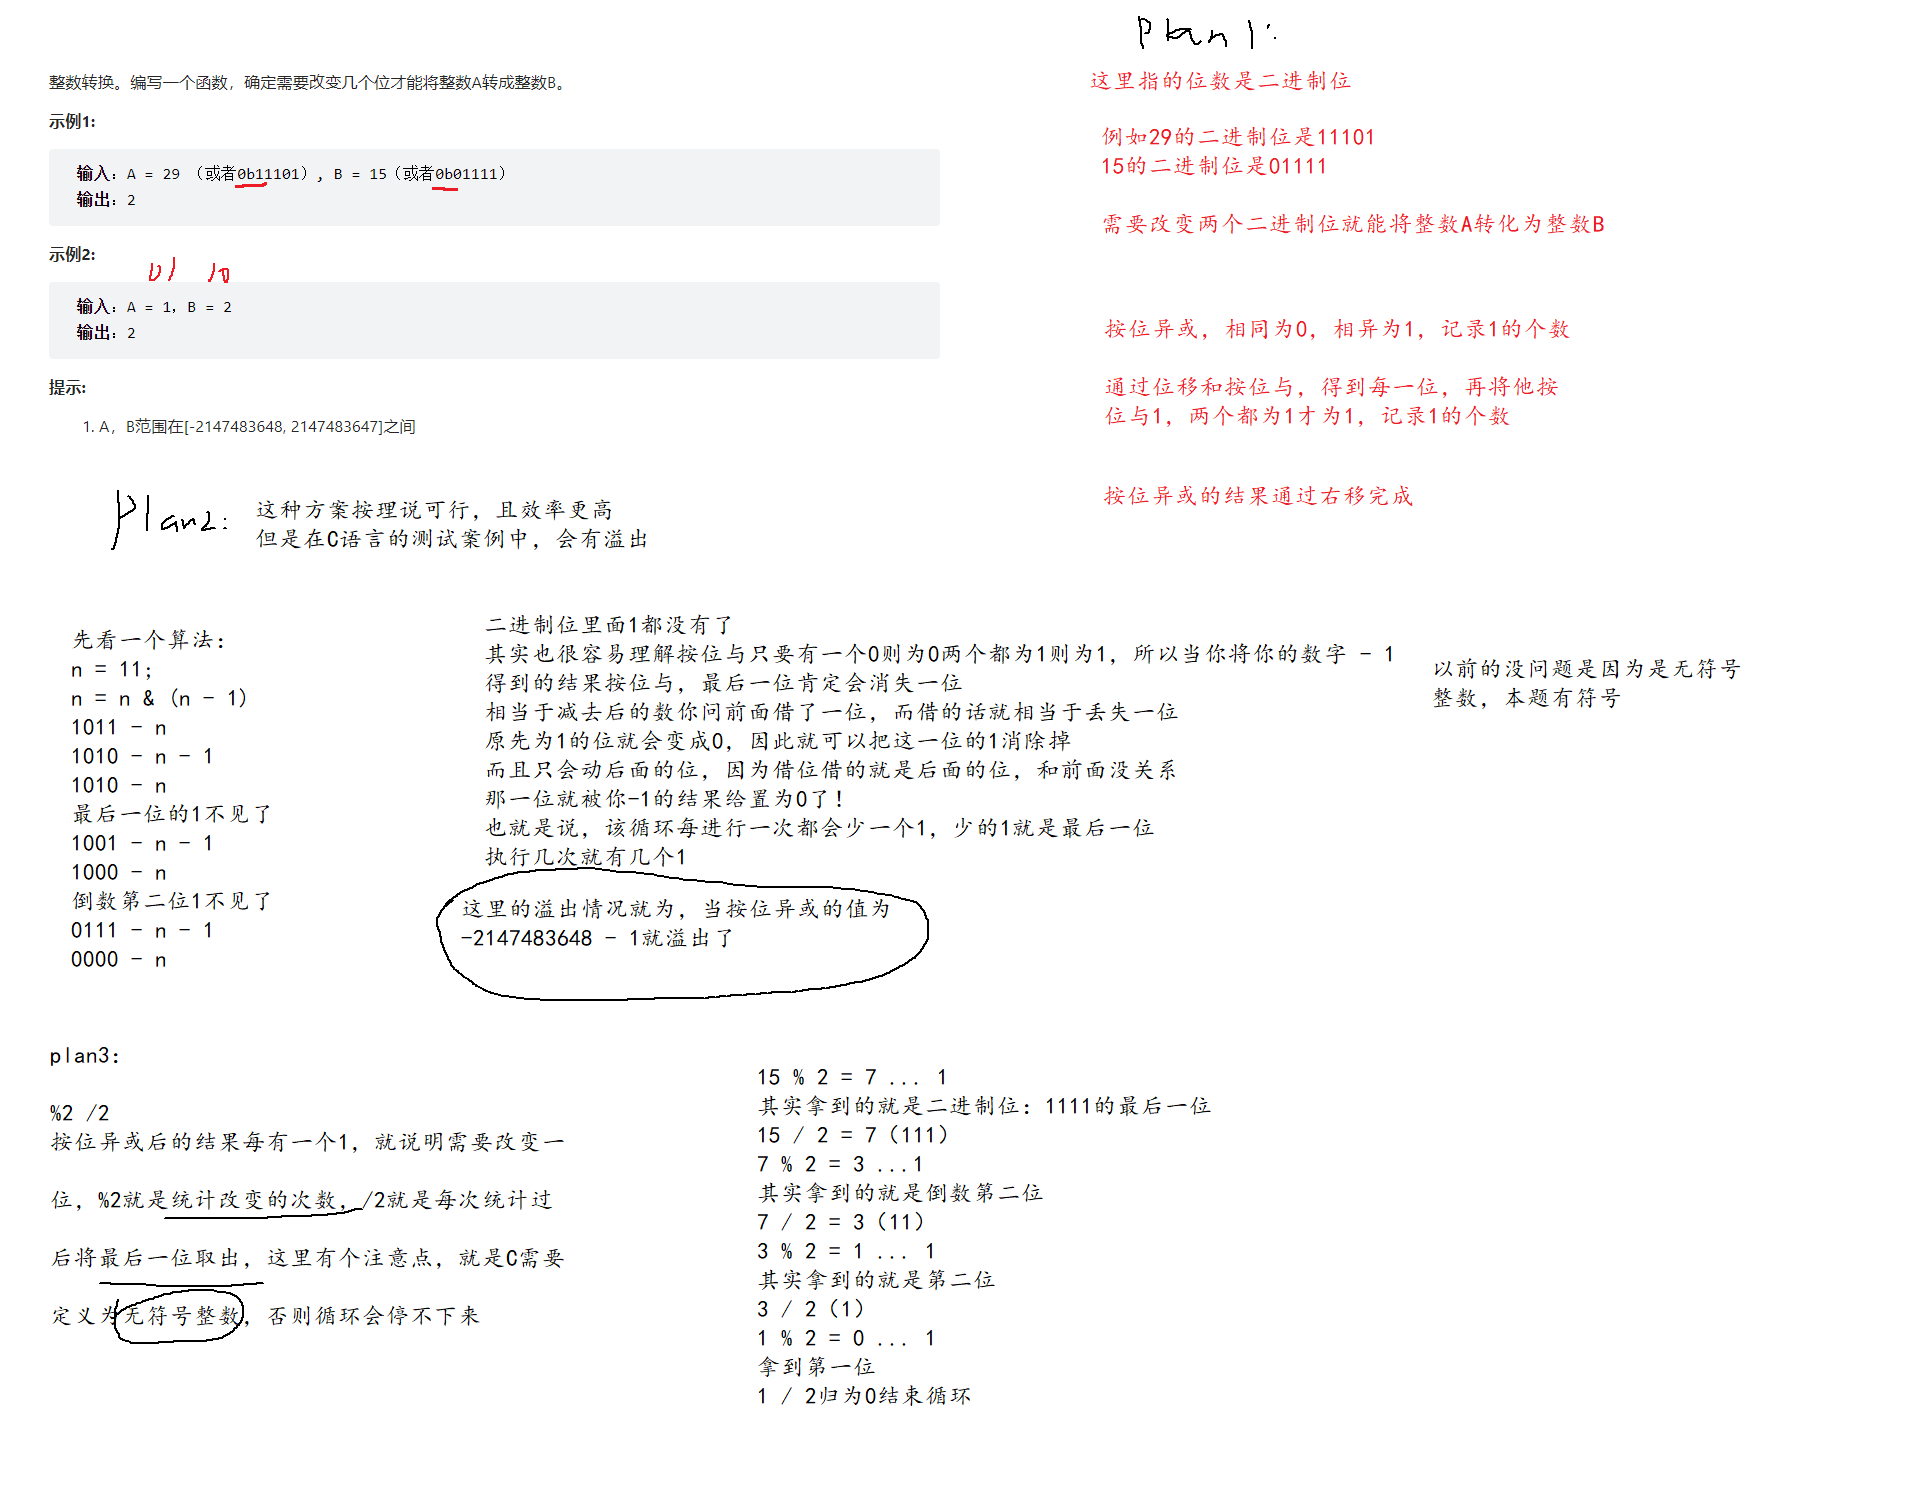 整数转换。编写一个函数，确定需要改变几个位才能将整数A转成整数B。
示例1:
输入：A = 29 （或者0b11101）, B = 15（或者0b01111）
输出：2
示例2:
01 10
输入：A = 1，B = 2
输出：2
提示:
1. A，B范围在[-2147483648, 2147483647]之间
Plan1:
这里指的位数是二进制位
例如29的二进制位是11101
15的二进制位是01111
需要改变两个二进制位就能将整数A转化为整数B
按位异或，相同为0，相异为1，记录1的个数
通过位移和按位与，得到每一位，再将他按
位与1，两个都为1才为1，记录1的个数
按位异或的结果通过右移完成
Plan2:
这种方案按理说可行，且效率更高
但是在C语言的测试案例中，会有溢出
先看一个算法：
n = 11;
n = n & (n - 1)
1011 - n
1010 - n - 1
1010 - n
最后一位的1不见了
1001 - n - 1
1000 - n
倒数第二位1不见了
0111 - n - 1
0000 - n
二进制位里面1都没有了
其实也很容易理解按位与只要有一个0则为0两个都为1则为1，所以当你将你的数字 - 1
得到的结果按位与，最后一位肯定会消失一位
相当于减去后的数你问前面借了一位，而借的话就相当于丢失一位
原先为1的位就会变成0，因此就可以把这一位的1消除掉
而且只会动后面的位，因为借位借的就是后面的位，和前面没关系
那一位就被你-1的结果给置为0了！
也就是说，该循环每进行一次都会少一个1，少的1就是最后一位
执行几次就有几个1
这里的溢出情况就为，当按位异或的值为
-2147483648 - 1就溢出了
以前的没问题是因为是无符号
整数，本题有符号
plan3：
%2 /2
按位异或后的结果每有一个1，就说明需要改变一
位，%2就是统计改变的次数，/2就是每次统计过
后将最后一位取出，这里有个注意点，就是C需要
定义为无符号整数，否则循环会停不下来
15 % 2 = 7 ... 1
其实拿到的就是二进制位：1111的最后一位
15 / 2 = 7（111）
7 % 2 = 3 ...1
其实拿到的就是倒数第二位
7 / 2 = 3（11）
3 % 2 = 1 ... 1
其实拿到的就是第二位
3 / 2（1）
1 % 2 = 0 ... 1
拿到第一位
1 / 2归为0结束循环